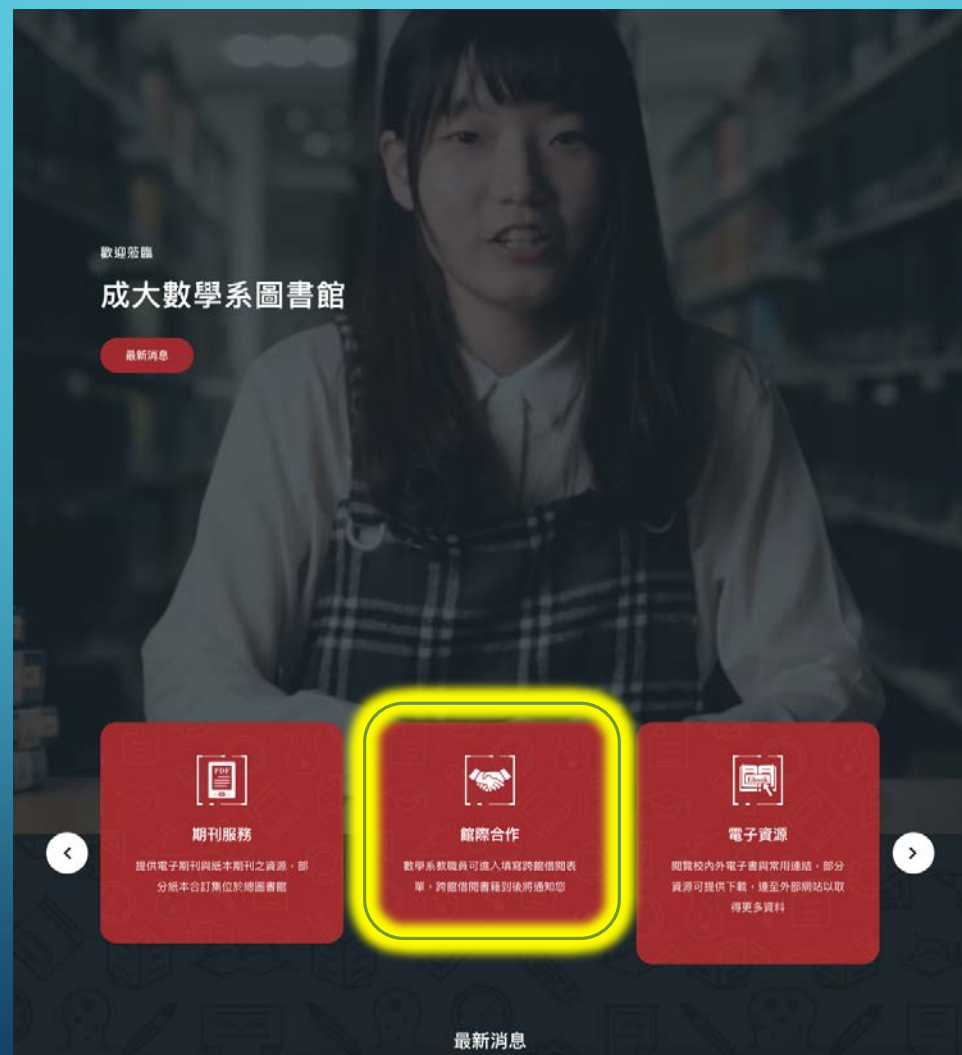 歡迎蒞臨
成大數學系圖書館
最新消息
PDF
期刊服務
提供電子期刊與紙本期刊之資源，部
分紙本合訂集位於總圖書館
館際合作
數學系教職員可進入填寫跨館借閱表
單，跨館借閱書籍到後將通知您
Ebook
電子資源
閱覽校內外電子書與常用連結，部分
資源可提供下載，連至外部網站以取
得更多資料
最新消息